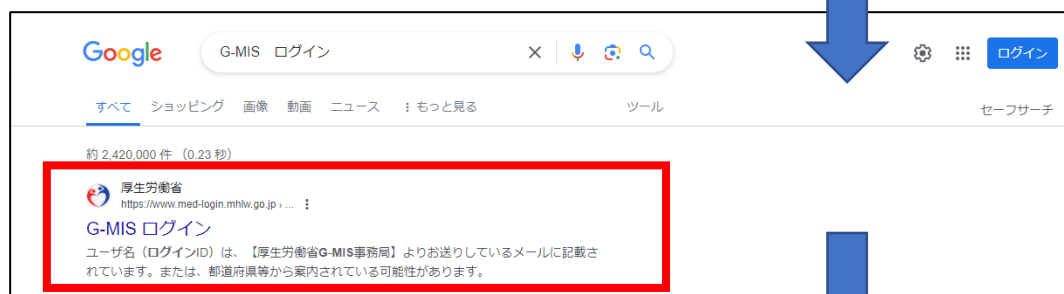 Google G-MIS ログイン ログイン
すべて ショッピング 画像 動画 ニュース もっと見る ツール セーフサーチ
約 2,420,000 件 （0.23 秒）
厚生労働省
https://www.med-login.mhlw.go.jp › ...
G-MIS ログイン
ユーザ名（ログインID）は、【厚生労働省G-MIS事務局】よりお送りしているメールに記載さ
れています。または、都道府県等から案内されている可能性があります。